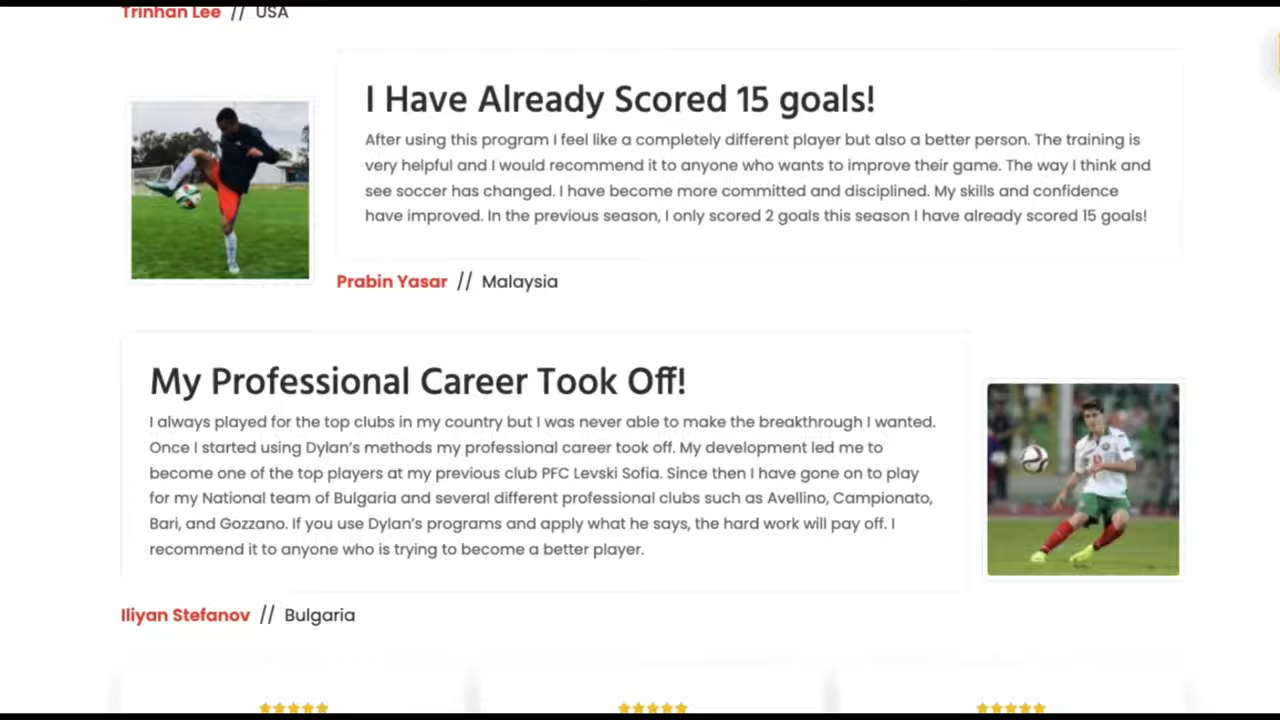 Trinhan Lee // USA
I Have Already Scored 15 goals!
After using this program I feel like a completely different player but also a better person. The training is
very helpful and I would recommend it to anyone who wants to improve their game. The way I think and
see soccer has changed. I have become more committed and disciplined. My skills and confidence
have improved. In the previous season, I only scored 2 goals this season I have already scored 15 goals!
Prabin Yasar // Malaysia
My Professional Career Took Off!
I always played for the top clubs in my country but I was never able to make the breakthrough I wanted.
Once I started using Dylan's methods my professional career took off. My development led me to
become one of the top players at my previous club PFC Levski Sofia. Since then I have gone on to play
for my National team of Bulgaria and several different professional clubs such as Avellino, Campionato,
Bari, and Gozzano. If you use Dylan's programs and apply what he says, the hard work will pay off. I
recommend it to anyone who is trying to become a better player.
Iliyan Stefanov // Bulgaria